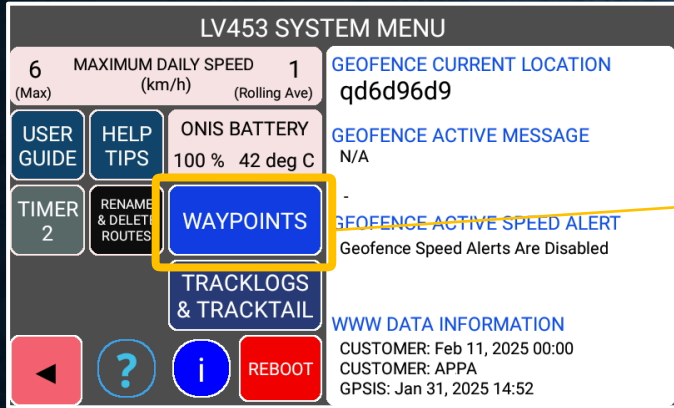 LV453 SYSTEM MENU
6 MAXIMUM DAILY SPEED 1
(Max) (km/h) (Rolling Ave)
USER
GUIDE
HELP
TIPS
ONIS BATTERY
100 % 42 deg C
TIMER
2
RENAME
& DELETE
ROUTES
WAYPOINTS
TRACKLOGS
& TRACKTAIL
◄
?
i
REBOOT
GEOFENCE CURRENT LOCATION
qd6d96d9
GEOFENCE ACTIVE MESSAGE
N/A
-
GEOFENCE ACTIVE SPEED ALERT
Geofence Speed Alerts Are Disabled
WWW DATA INFORMATION
CUSTOMER: Feb 11, 2025 00:00
CUSTOMER: APPA
GPSIS: Jan 31, 2025 14:52